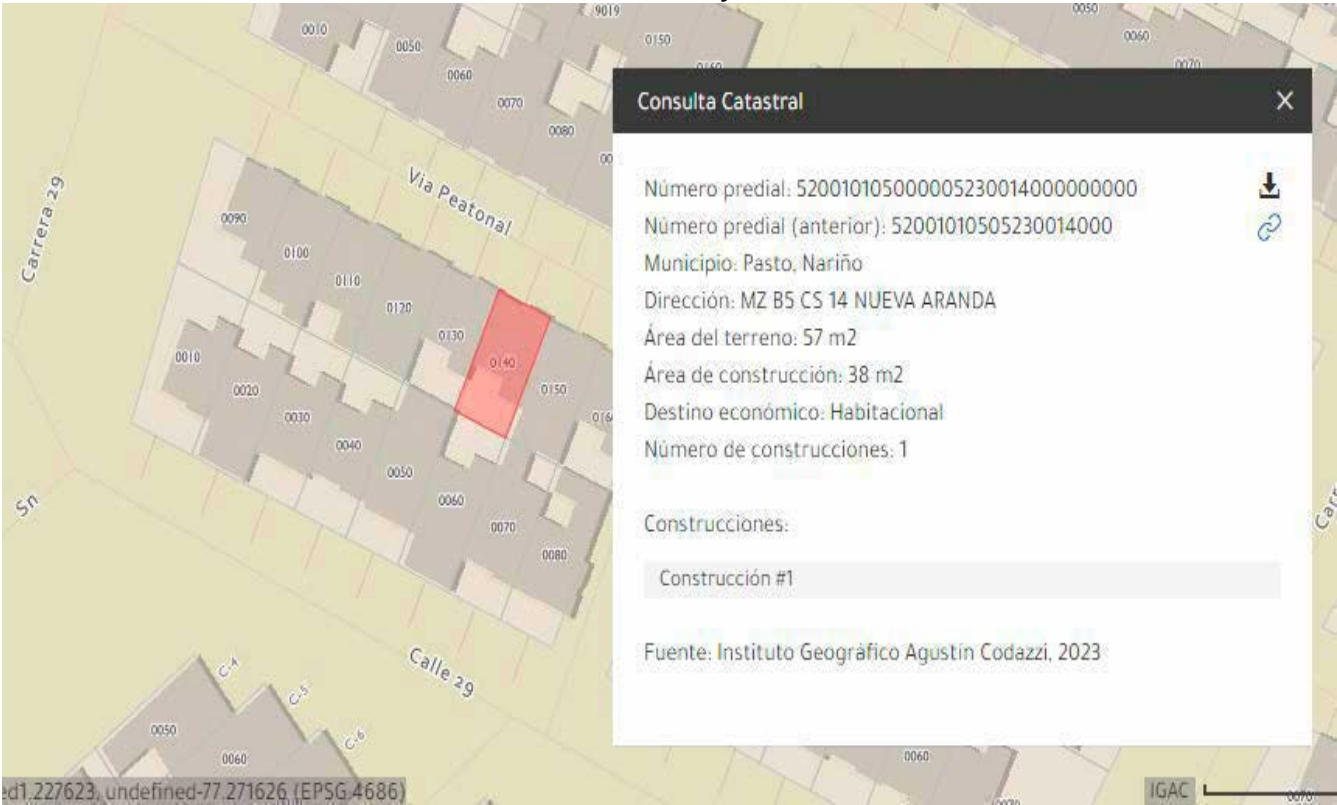 9019
0050
0010
0050
0150
0060
0160
0060
0070
0070
0080
Consulta Catastral
Número predial: 520010105000005230014000000000
Número predial (anterior): 52001010505230014000
Municipio: Pasto, Nariño
Dirección: MZ B5 CS 14 NUEVA ARANDA
Área del terreno: 57 m2
Área de construcción: 38 m2
Destino económico: Habitacional
Número de construcciones: 1
Construcciones:
Construcción #1
Fuente: Instituto Geográfico Agustín Codazzi, 2023
Carrera 29
Via Peatonal
0090
0100
0110
0120
0130
0140
0150
0010
0020
0030
0040
0050
0060
0070
0080
Sn
Calle 29
C-4
C-5
C-6
0050
0060
0060
ed1.227623, undefined-77.271626 (EPSG:4686)
IGAC
0070
0070